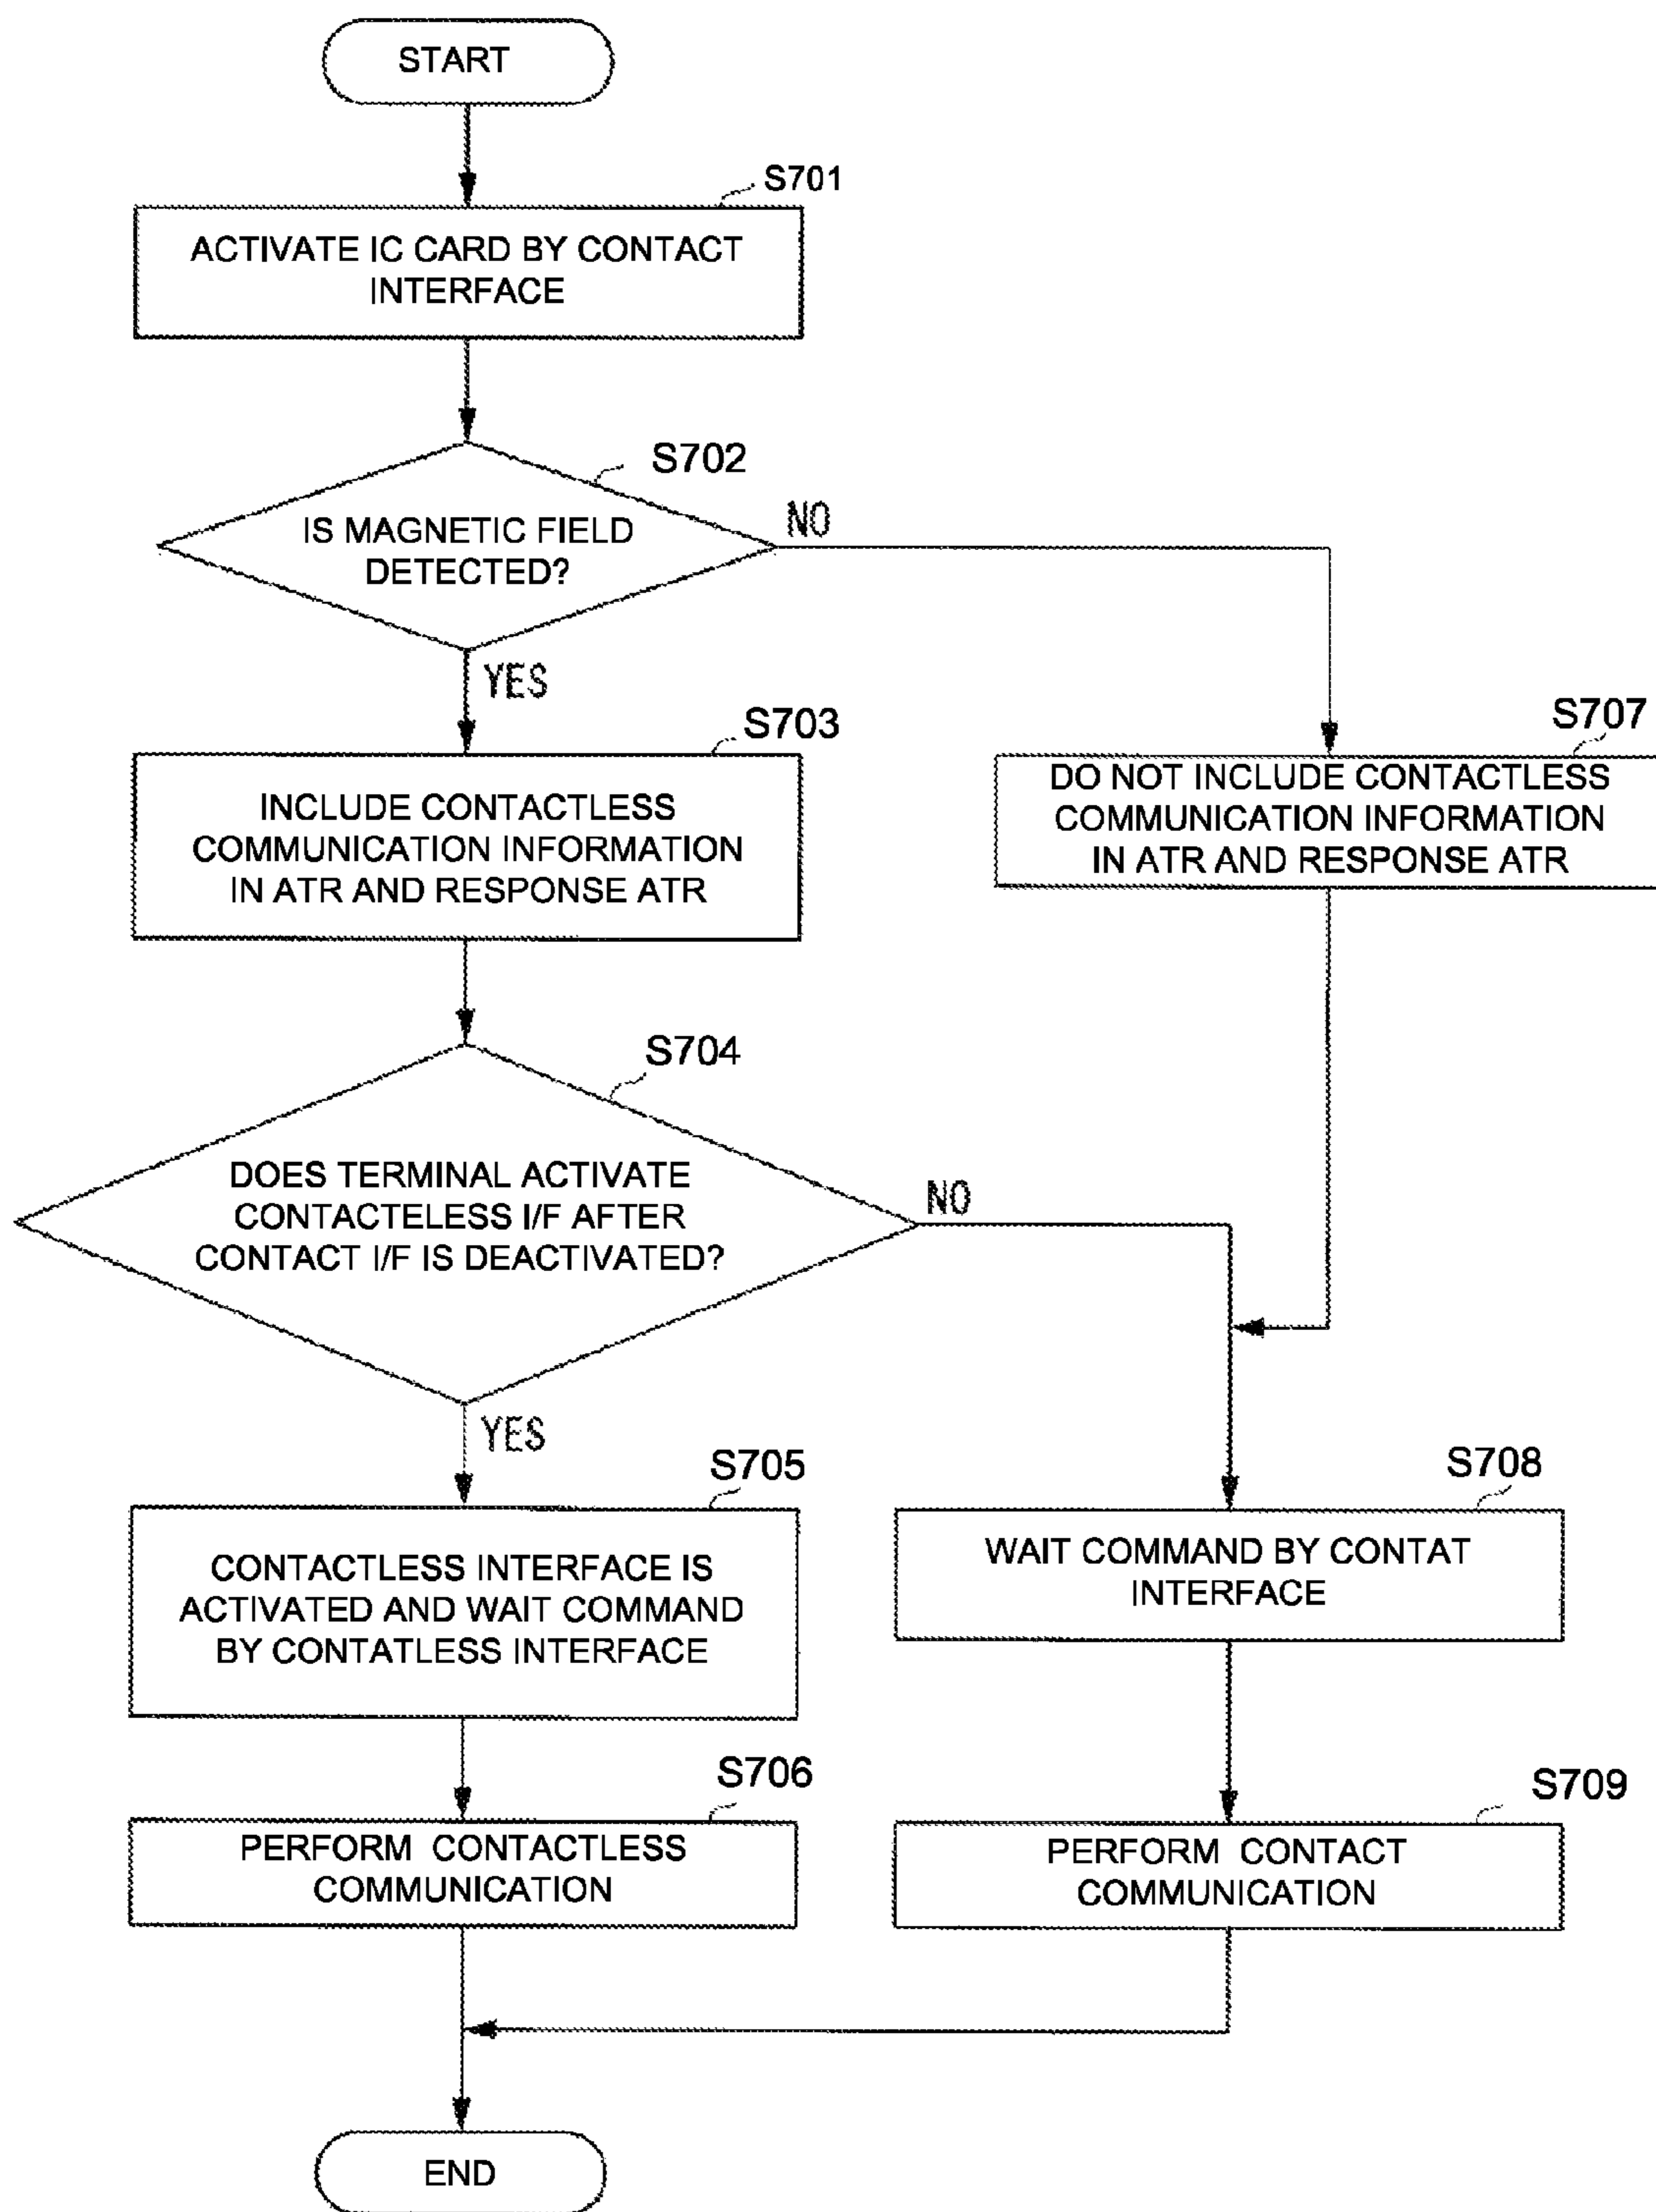 START
S701
ACTIVATE IC CARD BY CONTACT
INTERFACE
S702
IS MAGNETIC FIELD
DETECTED?
NO
YES
S703
INCLUDE CONTACTLESS
COMMUNICATION INFORMATION
IN ATR AND RESPONSE ATR
S707
DO NOT INCLUDE CONTACTLESS
COMMUNICATION INFORMATION
IN ATR AND RESPONSE ATR
S704
DOES TERMINAL ACTIVATE
CONTACTELESS I/F AFTER
CONTACT I/F IS DEACTIVATED?
NO
YES
S705
CONTACTLESS INTERFACE IS
ACTIVATED AND WAIT COMMAND
BY CONTATLESS INTERFACE
S708
WAIT COMMAND BY CONTAT
INTERFACE
S706
PERFORM CONTACTLESS
COMMUNICATION
S709
PERFORM CONTACT
COMMUNICATION
END